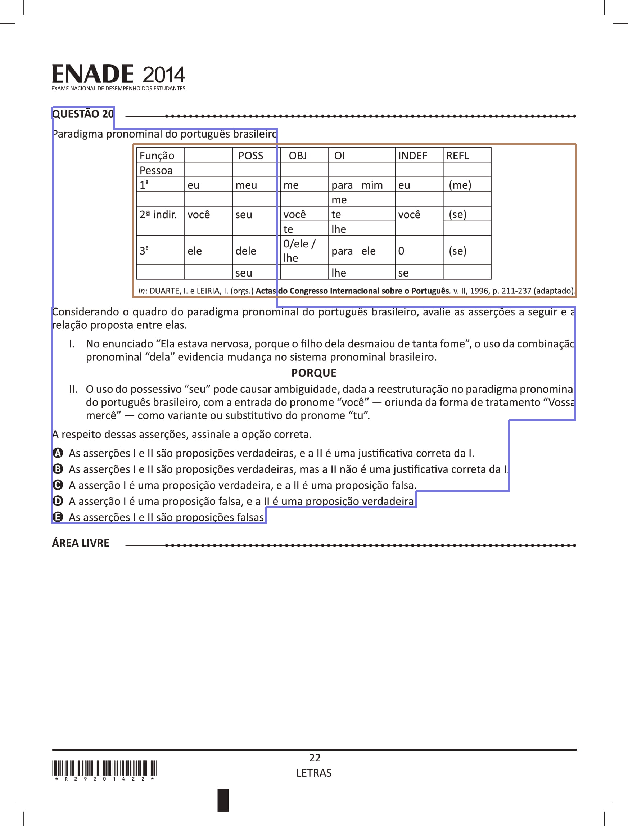 ENADE 2014
EXAME NACIONAL DE DESEMPENHO DOS ESTUDANTES
QUESTÃO 20
Paradigma pronominal do português brasileiro
Função POSS OBJ OI INDEF REFL
Pessoa
1ª eu meu me para mim eu (me)
me
2ª indir. você seu você te você (se)
te lhe
3ª ele dele 0/ele / lhe para ele 0 (se)
seu lhe se
In: DUARTE, I. e LEIRIA, I. (orgs.) Actas do Congresso Internacional sobre o Português. v. II, 1996, p. 211-237 (adaptado).
Considerando o quadro do paradigma pronominal do português brasileiro, avalie as asserções a seguir e a
relação proposta entre elas.
I. No enunciado “Ela estava nervosa, porque o filho dela desmaiou de tanta fome”, o uso da combinação
pronominal “dela” evidencia mudança no sistema pronominal brasileiro.
PORQUE
II. O uso do possessivo “seu” pode causar ambiguidade, dada a reestruturação no paradigma pronominal
do português brasileiro, com a entrada do pronome “você” — oriunda da forma de tratamento “Vossa
mercê” — como variante ou substitutivo do pronome “tu”.
A respeito dessas asserções, assinale a opção correta.
A As asserções I e II são proposições verdadeiras, e a II é uma justificativa correta da I.
B As asserções I e II são proposições verdadeiras, mas a II não é uma justificativa correta da I.
C A asserção I é uma proposição verdadeira, e a II é uma proposição falsa.
D A asserção I é uma proposição falsa, e a II é uma proposição verdadeira.
E As asserções I e II são proposições falsas.
ÁREA LIVRE
22
LETRAS
*R2920142 2*